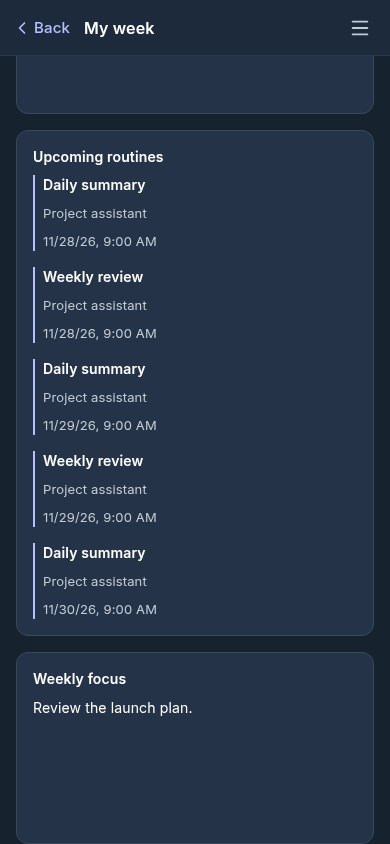 Back My week
Upcoming routines
Daily summary
Project assistant
11/28/26, 9:00 AM
Weekly review
Project assistant
11/28/26, 9:00 AM
Daily summary
Project assistant
11/29/26, 9:00 AM
Weekly review
Project assistant
11/29/26, 9:00 AM
Daily summary
Project assistant
11/30/26, 9:00 AM
Weekly focus
Review the launch plan.